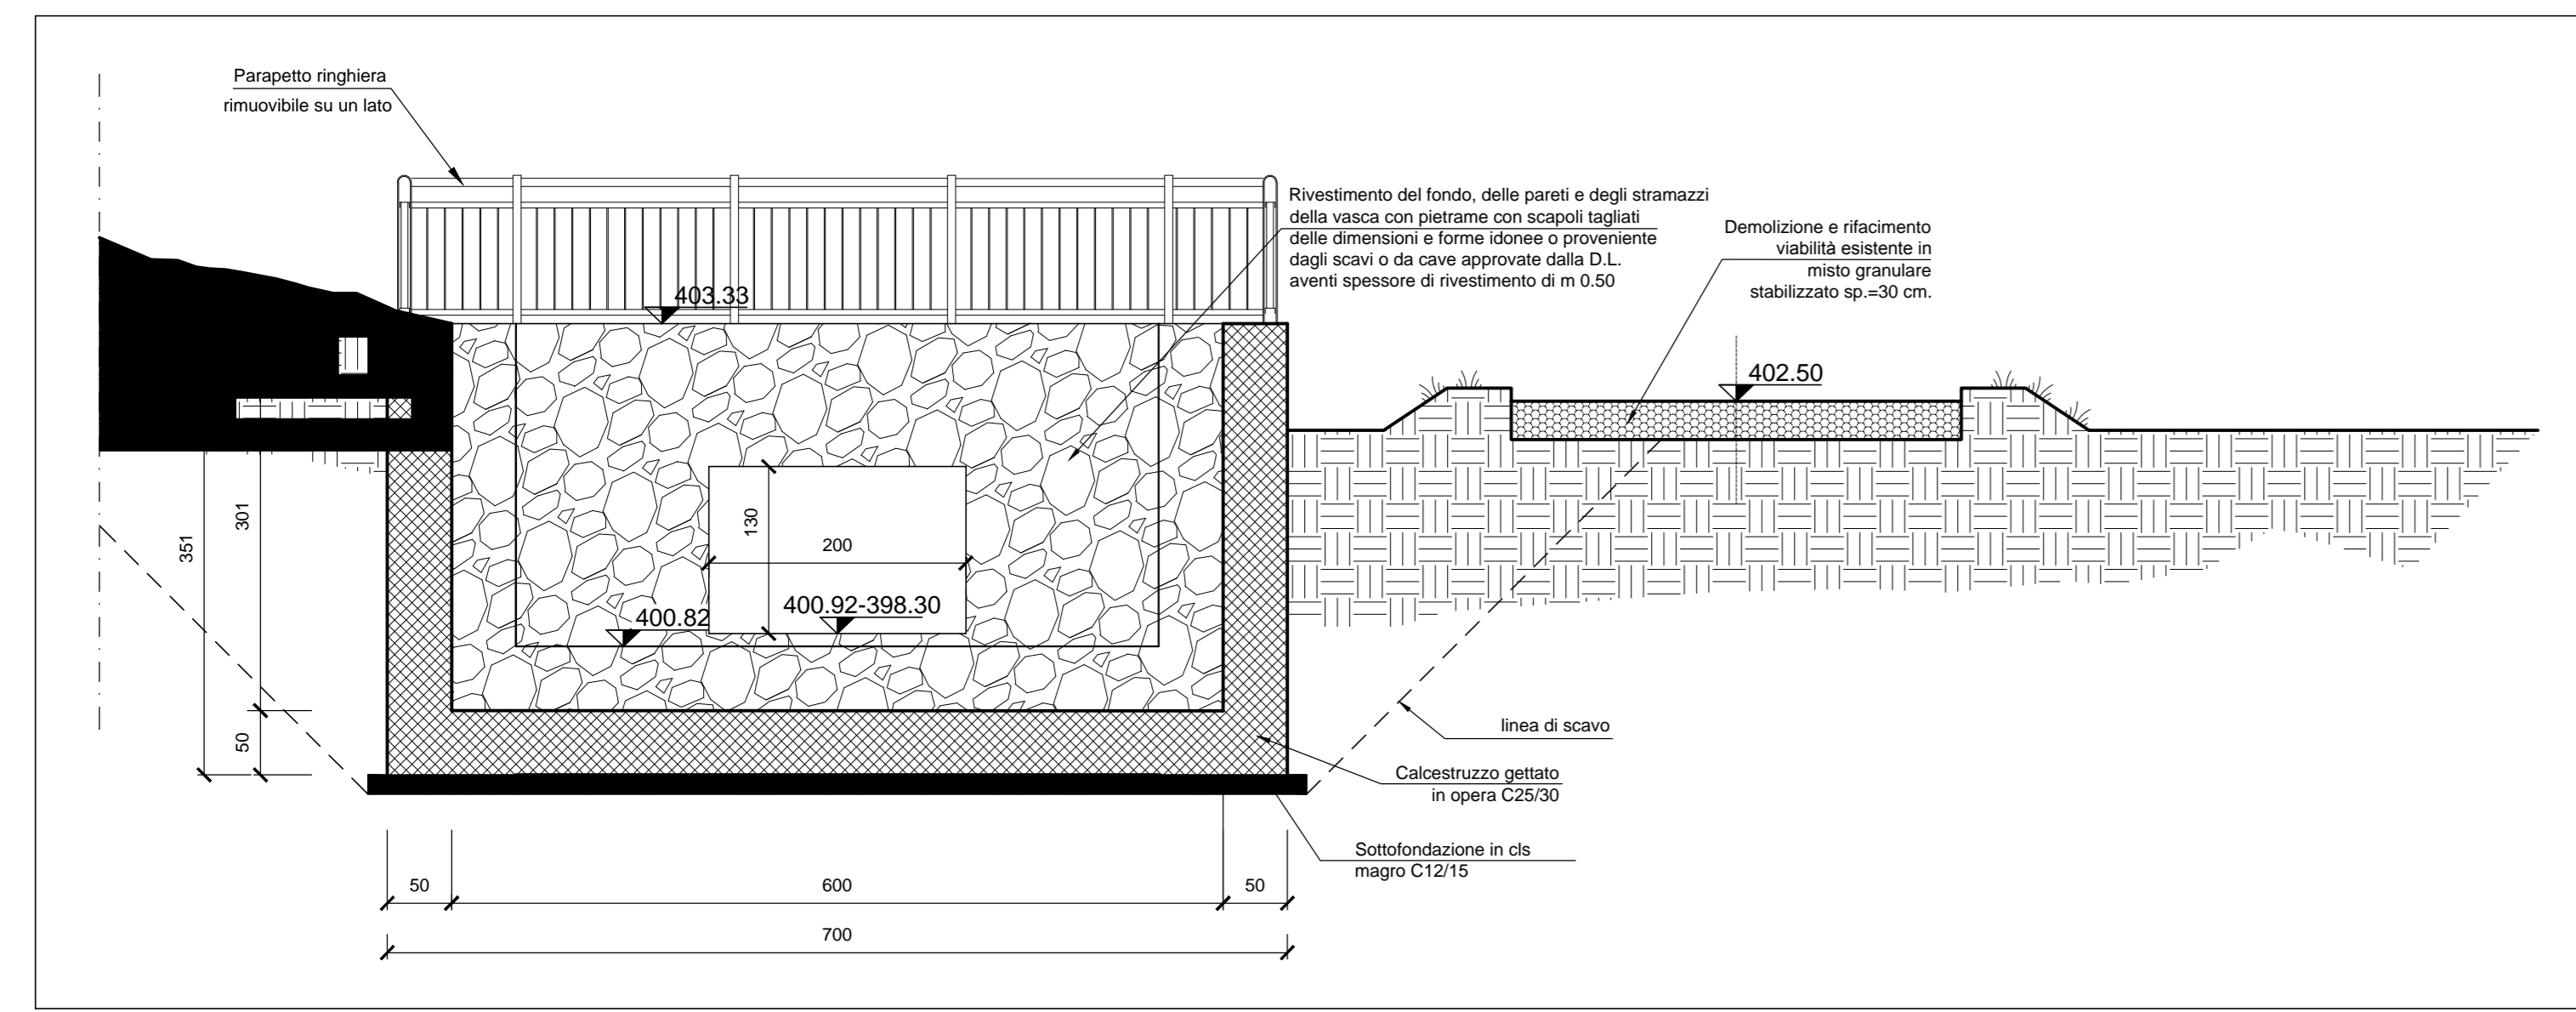 Parapetto ringhiera
rimuovibile su un lato
Rivestimento del fondo, delle pareti e degli stramazzi
della vasca con pietrame con scapoli tagliati
delle dimensioni e forme idonee o proveniente
dagli scavi o da cave approvate dalla D.L.
aventi spessore di rivestimento di m 0.50
Demolizione e rifacimento
viabilità esistente in
misto granulare
stabilizzato sp.=30 cm.
403.33
402.50
351
301
50
130
200
400.82
400.92-398.30
linea di scavo
Calcestruzzo gettato
in opera C25/30
Sottofondazione in cls
magro C12/15
50
600
50
700